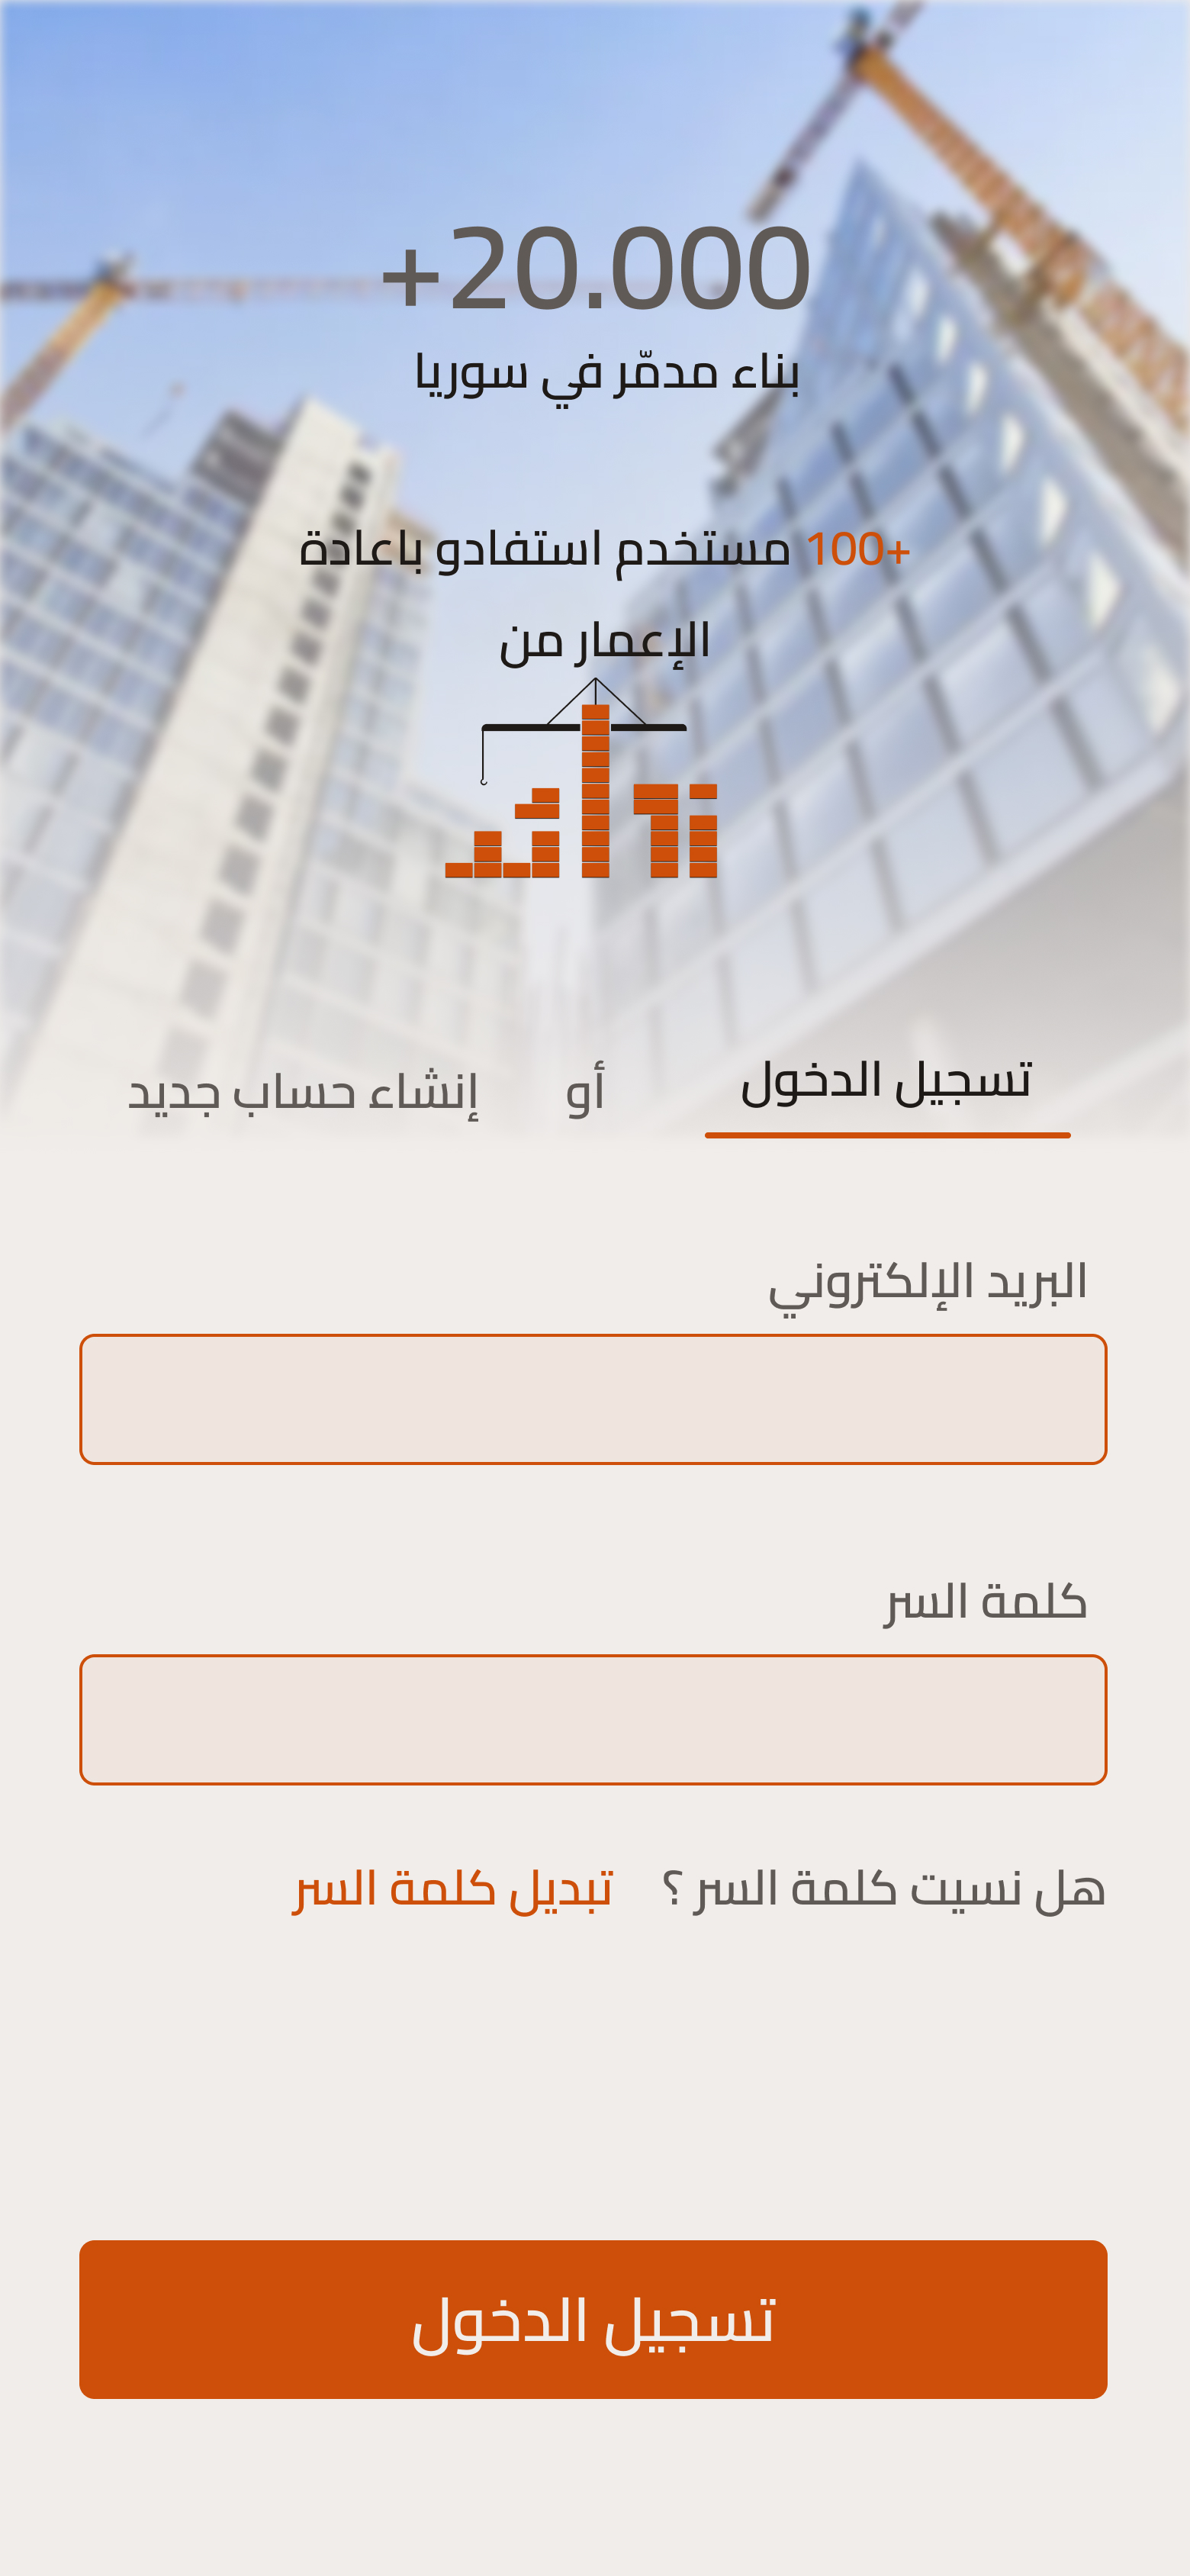 +20.000
بناء مدمّر في سوريا
+100 مستخدم استفادو باعادة
الإعمار من
تسجيل الدخول أو إنشاء حساب جديد
البريد الإلكتروني
كلمة السر
هل نسيت كلمة السر ؟ تبديل كلمة السر
تسجيل الدخول